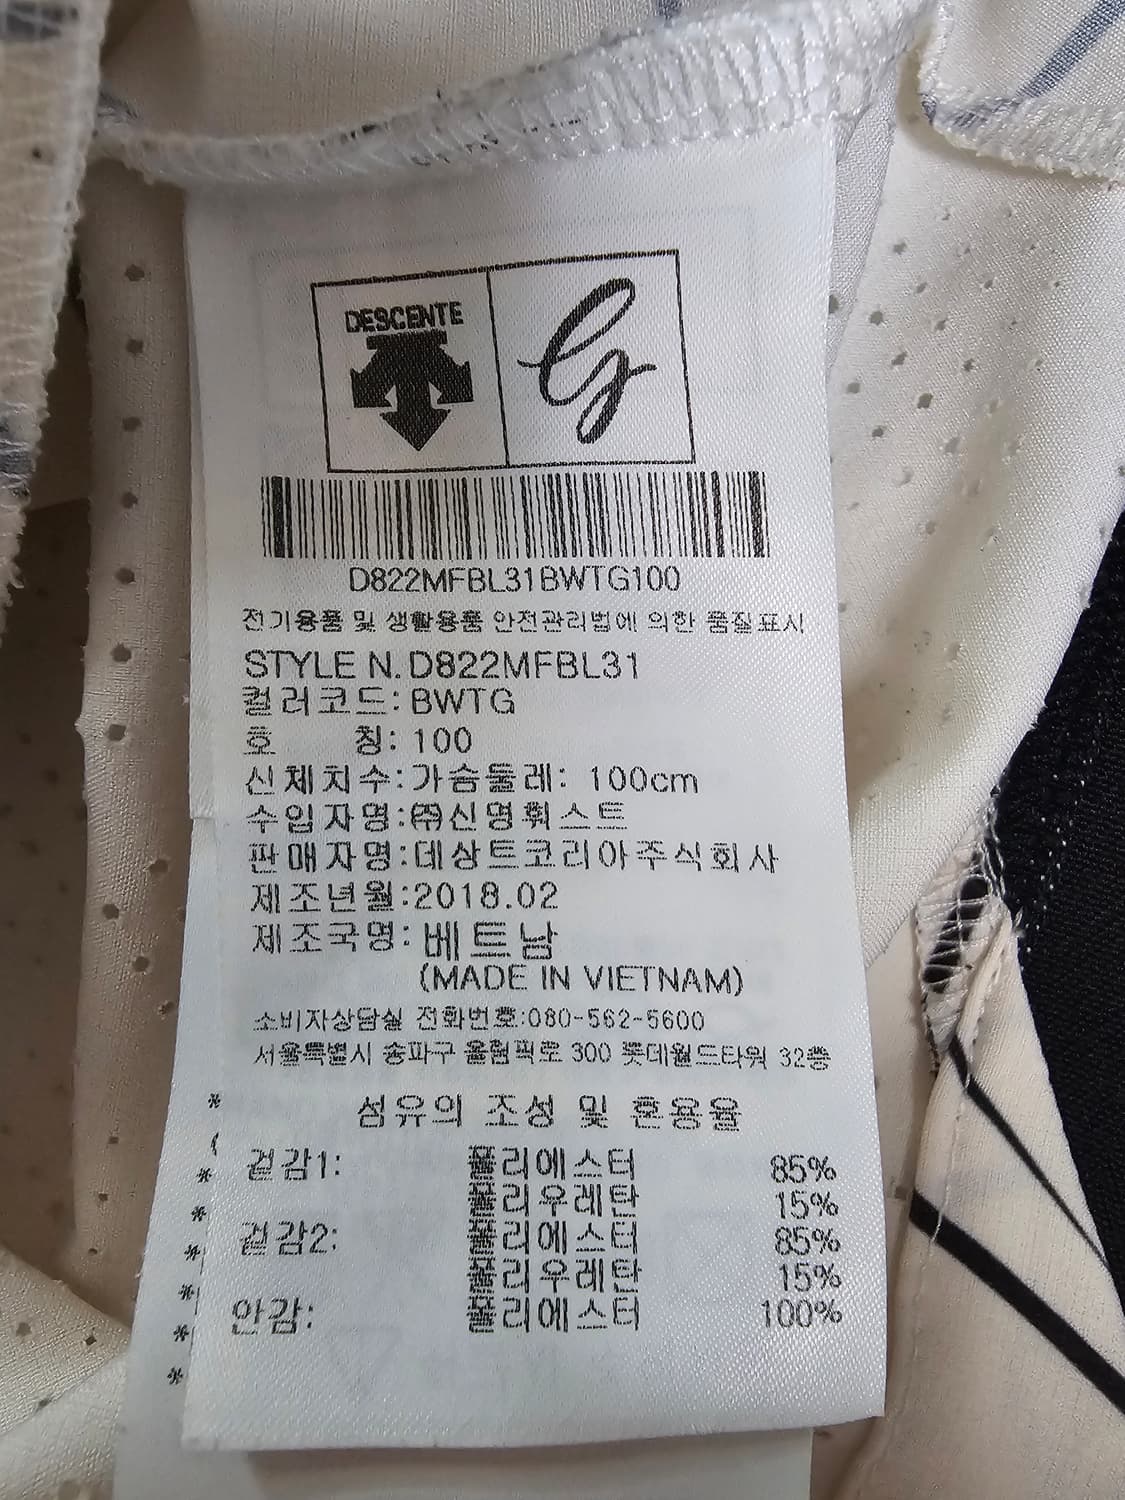 DESCENTE
G
D822MFBL31BWTG100
전기용품 및 생활용품 안전관리법에 의한 품질표시
STYLE N. D822MFBL31
컬러코드: BWTG
호 칭: 100
신체치수: 가슴둘레: 100cm
수입자명: ㈜신명휘스트
판매자명: 데상트코리아주식회사
제조년월: 2018.02
제조국명: 베트남
(MADE IN VIETNAM)
소비자상담실 전화번호:080-562-5600
서울특별시 송파구 올림픽로 300 롯데월드타워 32층
섬유의 조성 및 혼용율
겉감1: 폴리에스터 85%
폴리우레탄 15%
겉감2: 폴리에스터 85%
폴리우레탄 15%
안감: 폴리에스터 100%